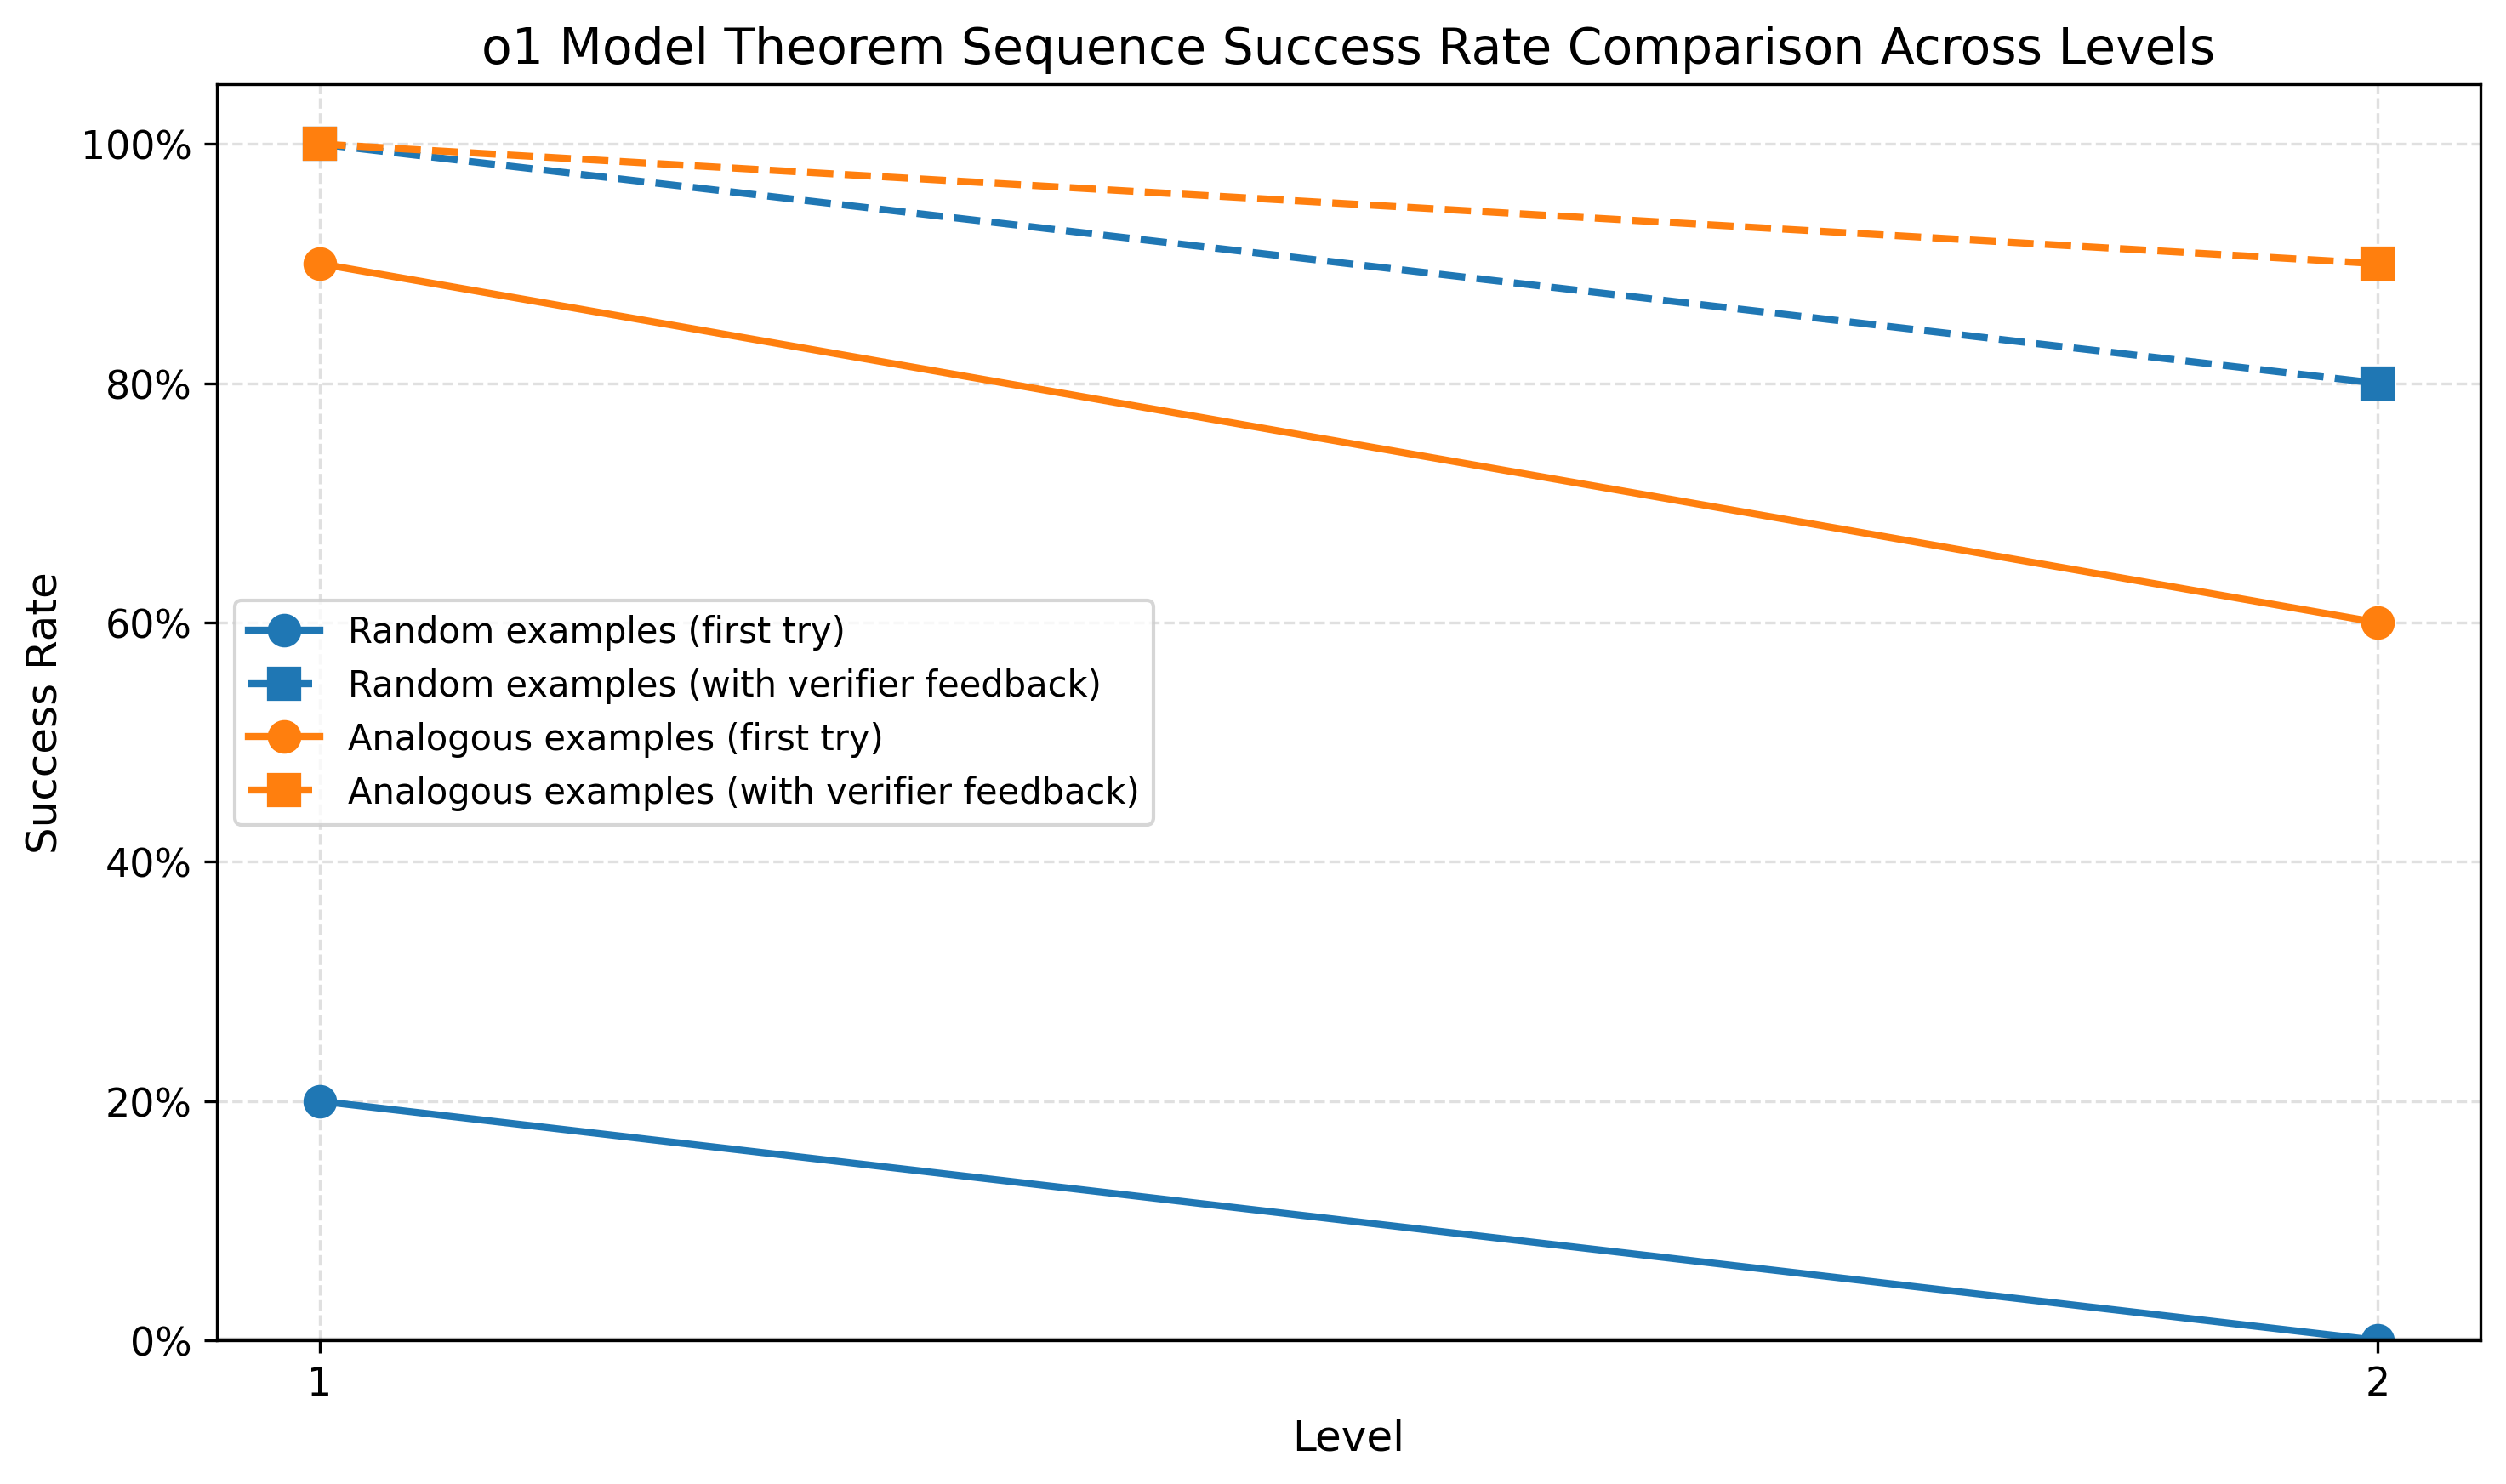 o1 Model Theorem Sequence Success Rate Comparison Across Levels
100%
80%
60%
40%
20%
0%
Success Rate
Random examples (first try)
Random examples (with verifier feedback)
Analogous examples (first try)
Analogous examples (with verifier feedback)
1
2
Level